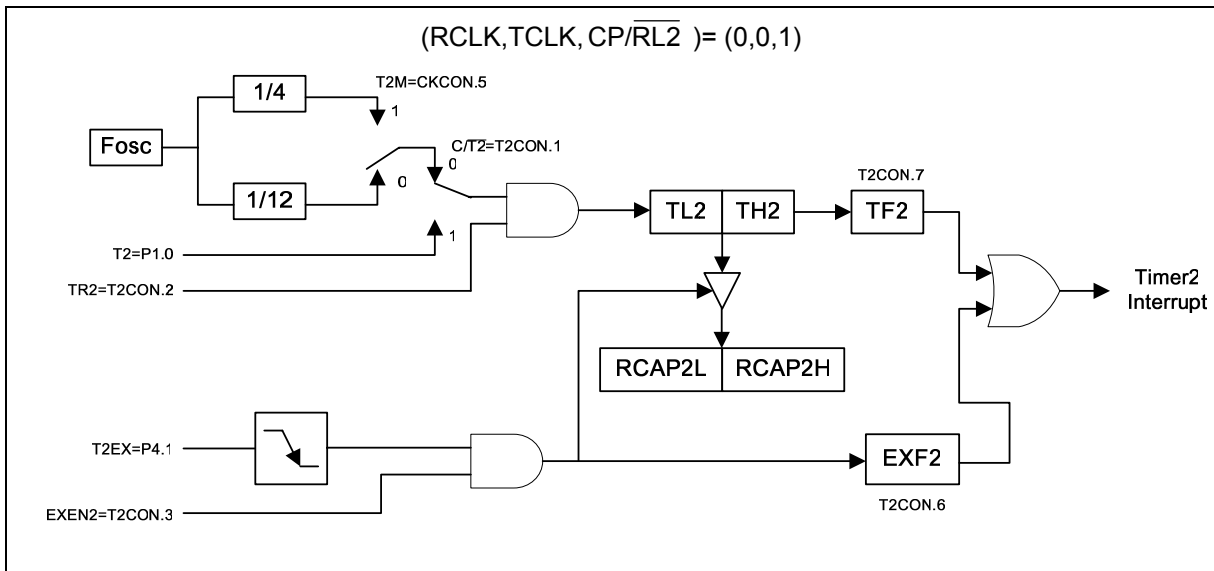 (RCLK,TCLK, CP/R̅L̅2̅ )= (0,0,1)
T2M=CKCON.5
1/4
1
Fosc
C/T̅2̅=T2CON.1
0
0
1/12
1
T2=P1.0
TR2=T2CON.2
TL2
TH2
T2CON.7
TF2
Timer2
Interrupt
RCAP2L
RCAP2H
T2EX=P4.1
EXEN2=T2CON.3
EXF2
T2CON.6